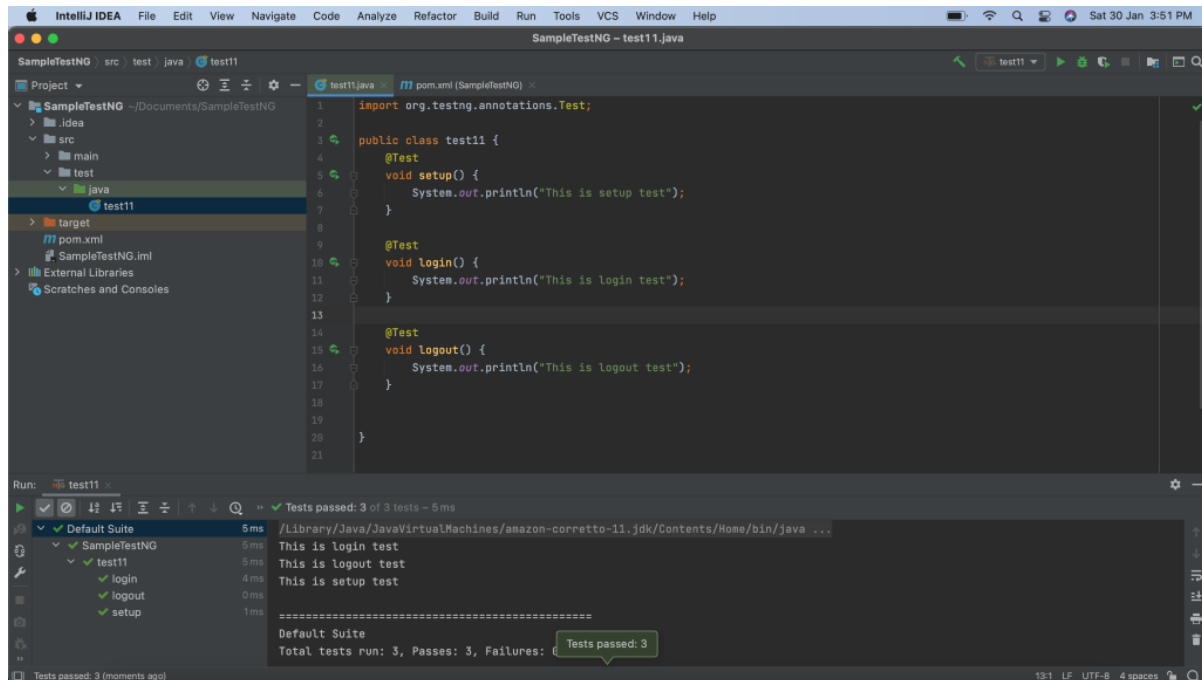 IntelliJ IDEA File Edit View Navigate Code Analyze Refactor Build Run Tools VCS Window Help Sat 30 Jan 3:51 PM
SampleTestNG – test11.java
SampleTestNG src test java test11 test11
Project test11.java pom.xml (SampleTestNG)
SampleTestNG ~/Documents/SampleTestNG
.idea
src
main
test
java
test11
target
pom.xml
SampleTestNG.iml
External Libraries
Scratches and Consoles
1 import org.testng.annotations.Test;
2
3 public class test11 {
4 @Test
5 void setup() {
6 System.out.println("This is setup test");
7 }
8
9 @Test
10 void login() {
11 System.out.println("This is login test");
12 }
13
14 @Test
15 void logout() {
16 System.out.println("This is logout test");
17 }
18
19
20 }
21
Run: test11
Tests passed: 3 of 3 tests – 5 ms
Default Suite 5 ms
SampleTestNG 5 ms
test11 5 ms
login 4 ms
logout 0 ms
setup 1 ms
/Library/Java/JavaVirtualMachines/amazon-corretto-11.jdk/Contents/Home/bin/java ...
This is login test
This is logout test
This is setup test
===============================================
Default Suite
Total tests run: 3, Passes: 3, Failures:
Tests passed: 3
Tests passed: 3 (moments ago) 13:1 LF UTF-8 4 spaces